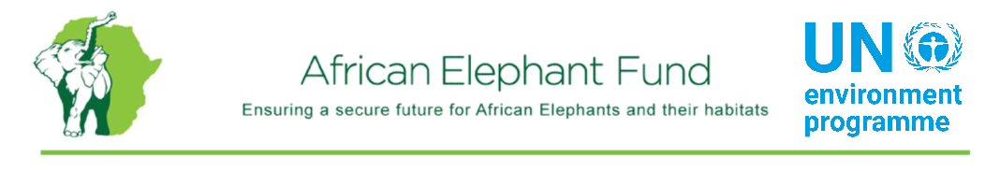 African Elephant Fund
Ensuring a secure future for African Elephants and their habitats
UN
environment
programme